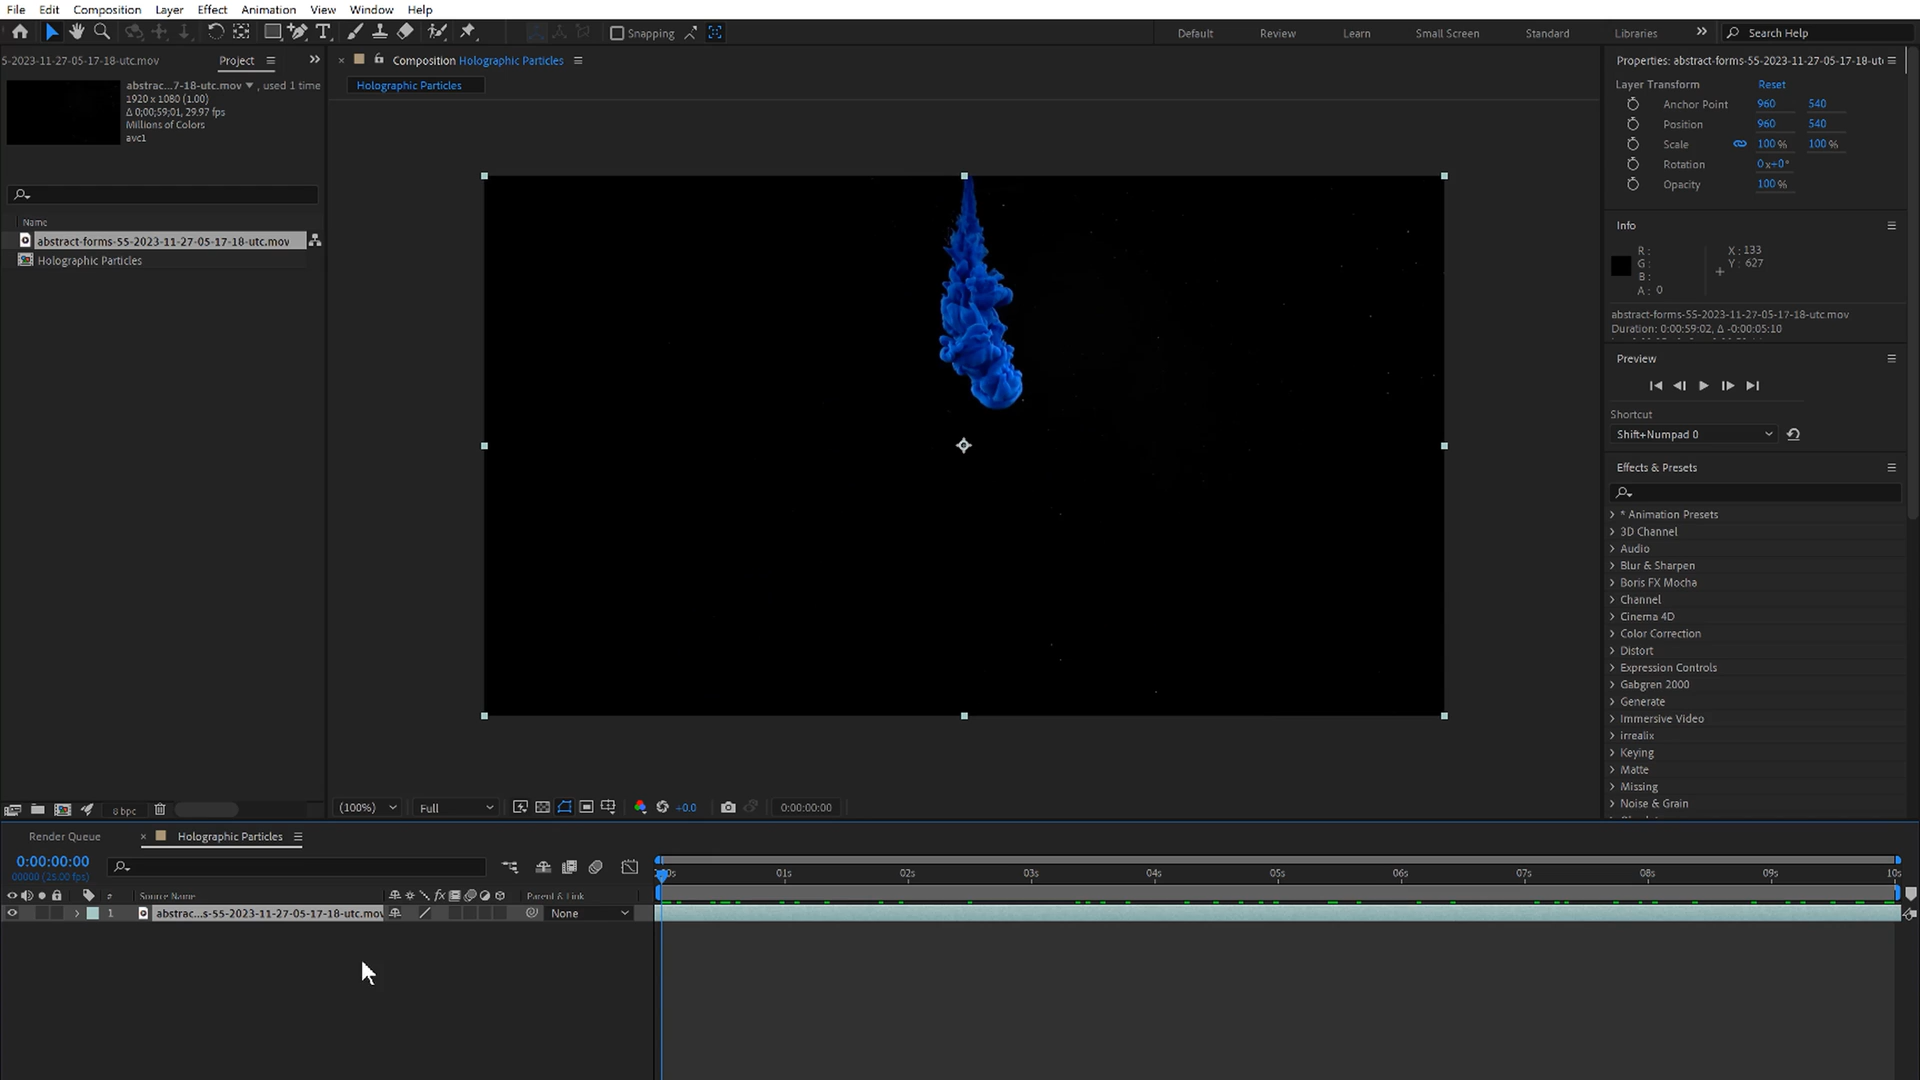 File Edit Composition Layer Effect Animation View Window Help
Snapping
Default Review Learn Small Screen Standard Libraries
Search Help
5-2023-11-27-05-17-18-utc.mov Project
abstrac...7-18-utc.mov ▼ , used 1 time
1920 x 1080 (1.00)
Δ 0;00;59;01, 29.97 fps
Millions of Colors
avc1
Name
abstract-forms-55-2023-11-27-05-17-18-utc.mov
Holographic Particles
8 bpc
Composition Holographic Particles
Holographic Particles
(100%) Full +0.0 0:00:00:00
Properties: abstract-forms-55-2023-11-27-05-17-18-ut
Layer Transform Reset
Anchor Point 960 540
Position 960 540
Scale 100 % 100 %
Rotation 0x+0°
Opacity 100 %
Info
R : X : 133
G : Y : 627
B :
A : 0
abstract-forms-55-2023-11-27-05-17-18-utc.mov
Duration: 0:00:59:02, Δ -0:00:05:10
Preview
Shortcut
Shift+Numpad 0
Effects & Presets
* Animation Presets
3D Channel
Audio
Blur & Sharpen
Boris FX Mocha
Channel
Cinema 4D
Color Correction
Distort
Expression Controls
Gabgren 2000
Generate
Immersive Video
irrealix
Keying
Matte
Missing
Noise & Grain
Render Queue Holographic Particles
0:00:00:00
00000 (25.00 fps)
# Source Name Parent & Link
1 abstrac...s-55-2023-11-27-05-17-18-utc.mov None
01s 02s 03s 04s 05s 06s 07s 08s 09s 10s